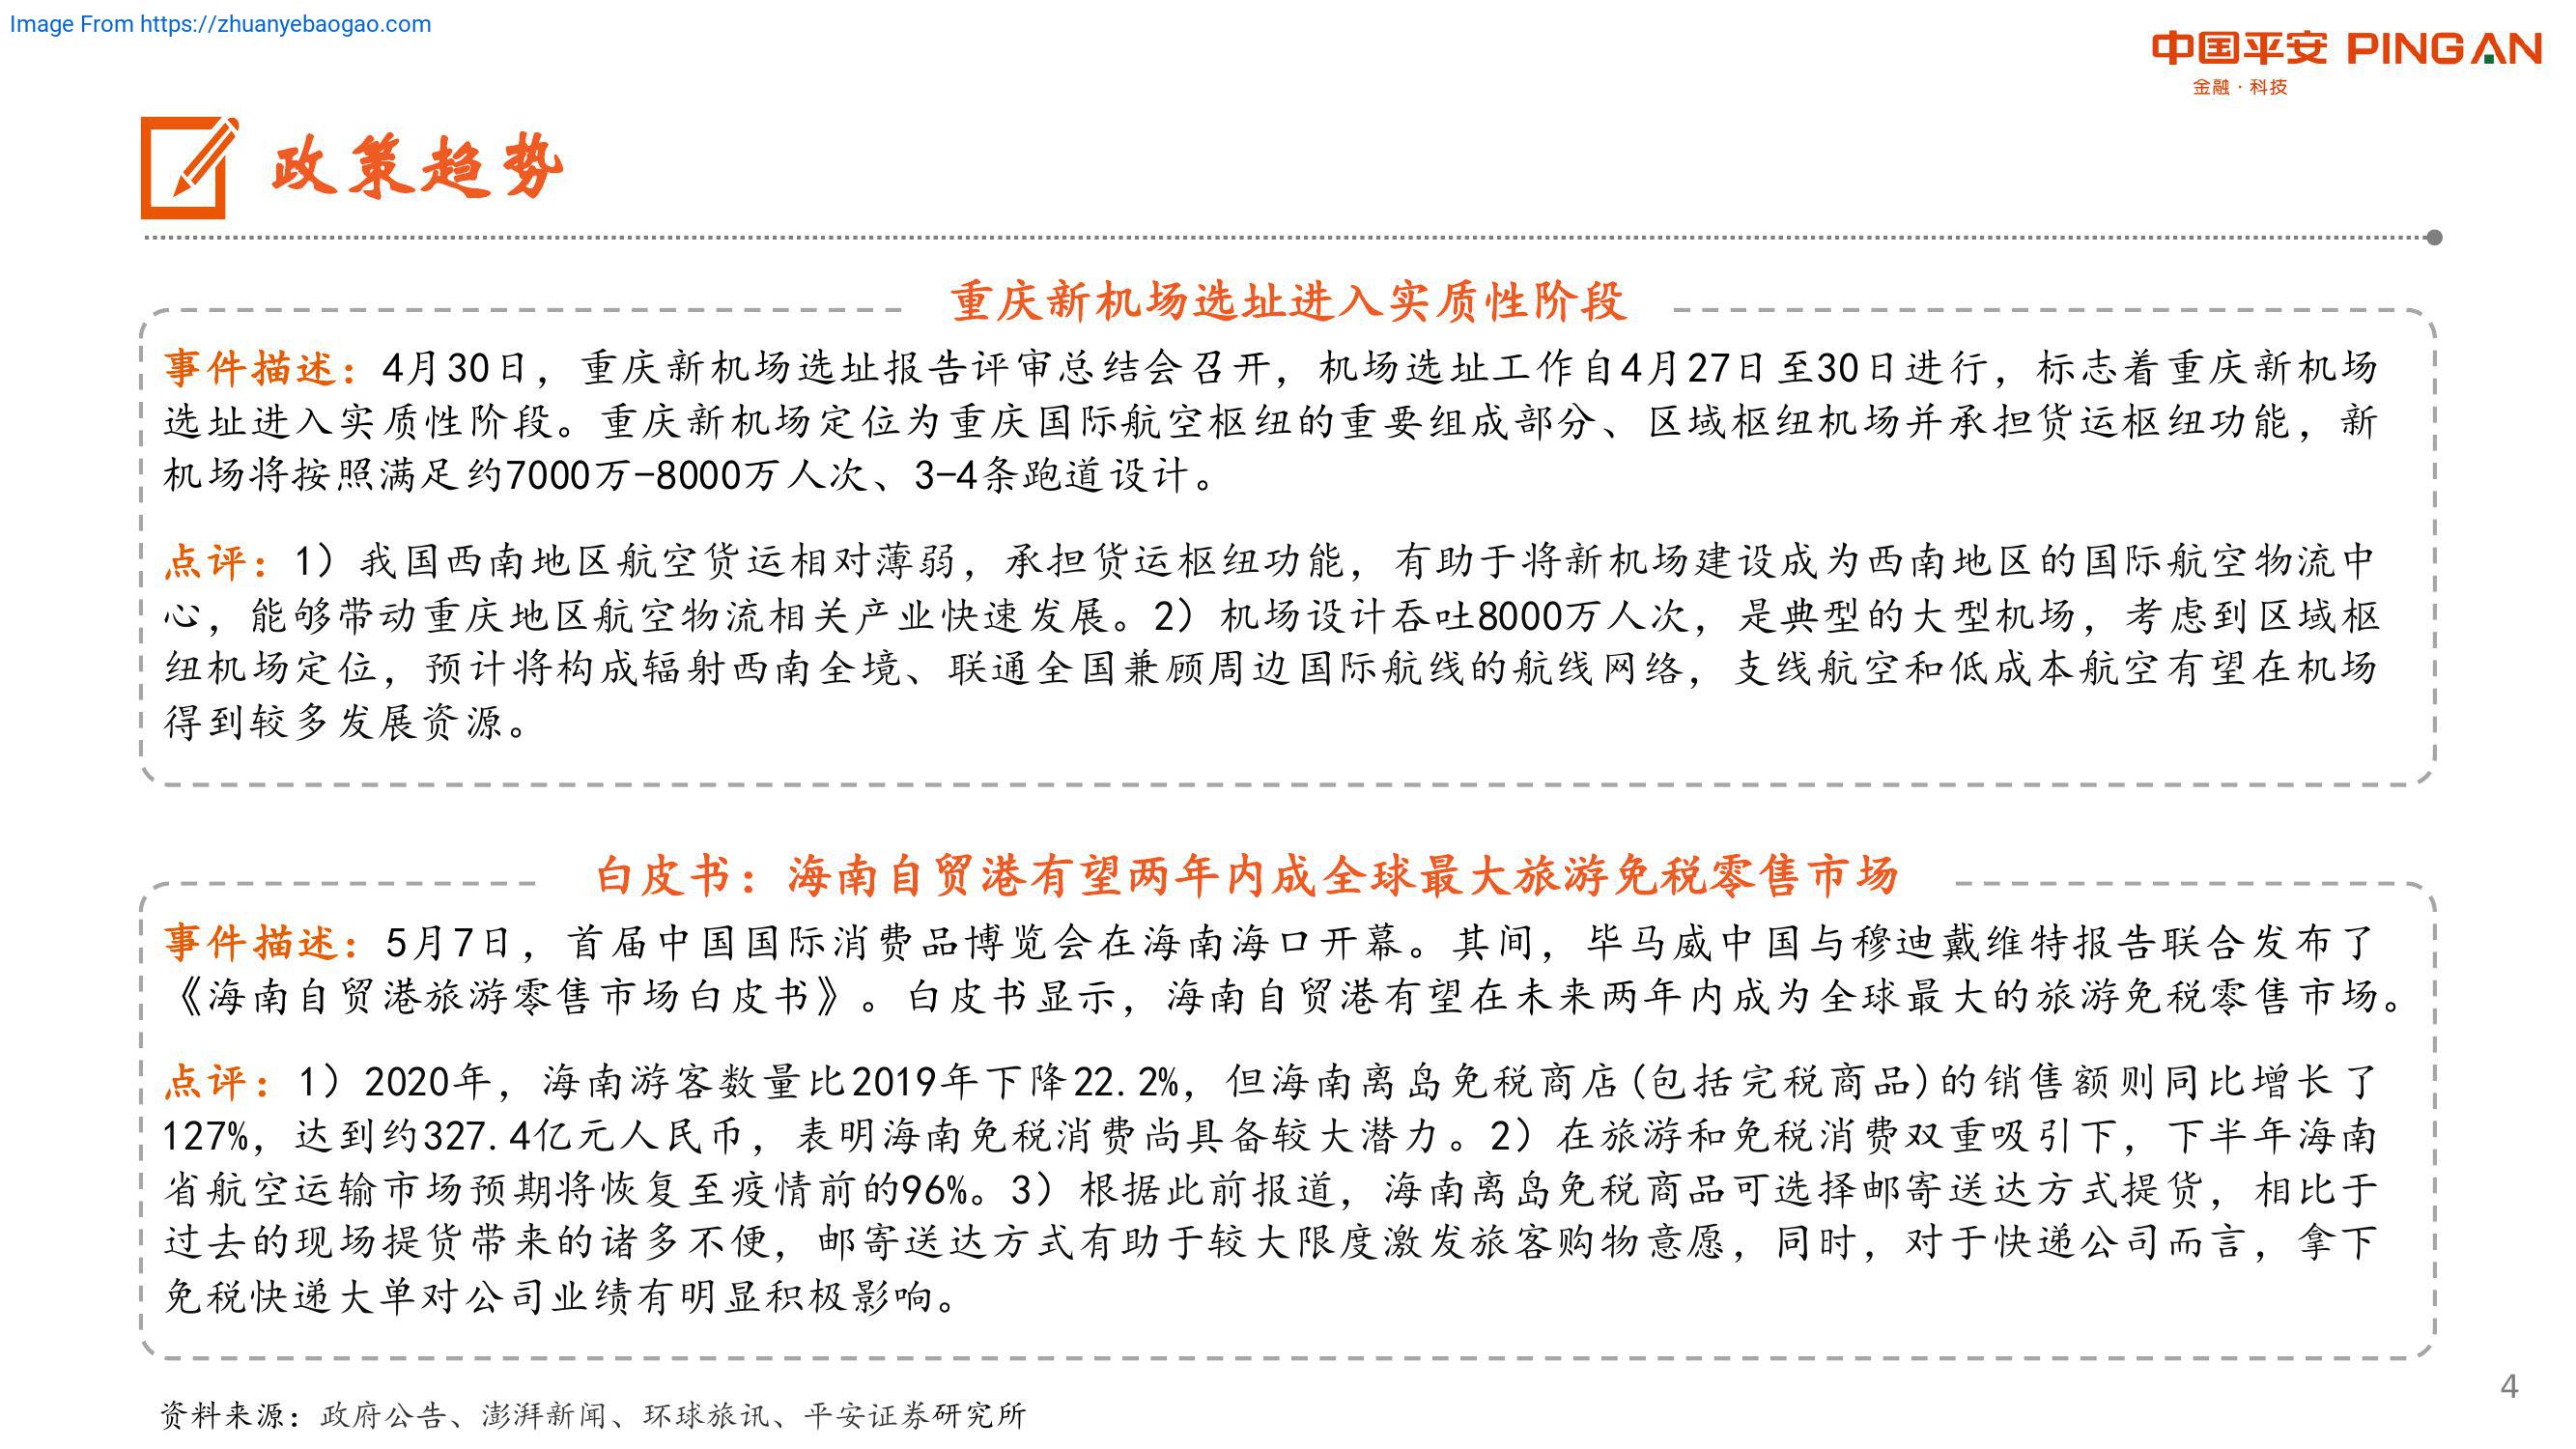 Image From https://zhuanyebaogao.com
中国平安 PINGAN
金融·科技
政策趋势
重庆新机场选址进入实质性阶段
事件描述：4月30日，重庆新机场选址报告评审总结会召开，机场选址工作自4月27日至30日进行，标志着重庆新机场
选址进入实质性阶段。重庆新机场定位为重庆国际航空枢纽的重要组成部分、区域枢纽机场并承担货运枢纽功能，新
机场将按照满足约7000万-8000万人次、3-4条跑道设计。
点评：1）我国西南地区航空货运相对薄弱，承担货运枢纽功能，有助于将新机场建设成为西南地区的国际航空物流中
心，能够带动重庆地区航空物流相关产业快速发展。2）机场设计吞吐8000万人次，是典型的大型机场，考虑到区域枢
纽机场定位，预计将构成辐射西南全境、联通全国兼顾周边国际航线的航线网络，支线航空和低成本航空有望在机场
得到较多发展资源。
白皮书：海南自贸港有望两年内成全球最大旅游免税零售市场
事件描述：5月7日，首届中国国际消费品博览会在海南海口开幕。其间，毕马威中国与穆迪戴维特报告联合发布了
《海南自贸港旅游零售市场白皮书》。白皮书显示，海南自贸港有望在未来两年内成为全球最大的旅游免税零售市场。
点评：1）2020年，海南游客数量比2019年下降22.2%，但海南离岛免税商店(包括完税商品)的销售额则同比增长了
127%，达到约327.4亿元人民币，表明海南免税消费尚具备较大潜力。2）在旅游和免税消费双重吸引下，下半年海南
省航空运输市场预期将恢复至疫情前的96%。3）根据此前报道，海南离岛免税商品可选择邮寄送达方式提货，相比于
过去的现场提货带来的诸多不便，邮寄送达方式有助于较大限度激发旅客购物意愿，同时，对于快递公司而言，拿下
免税快递大单对公司业绩有明显积极影响。
资料来源：政府公告、澎湃新闻、环球旅讯、平安证券研究所
4